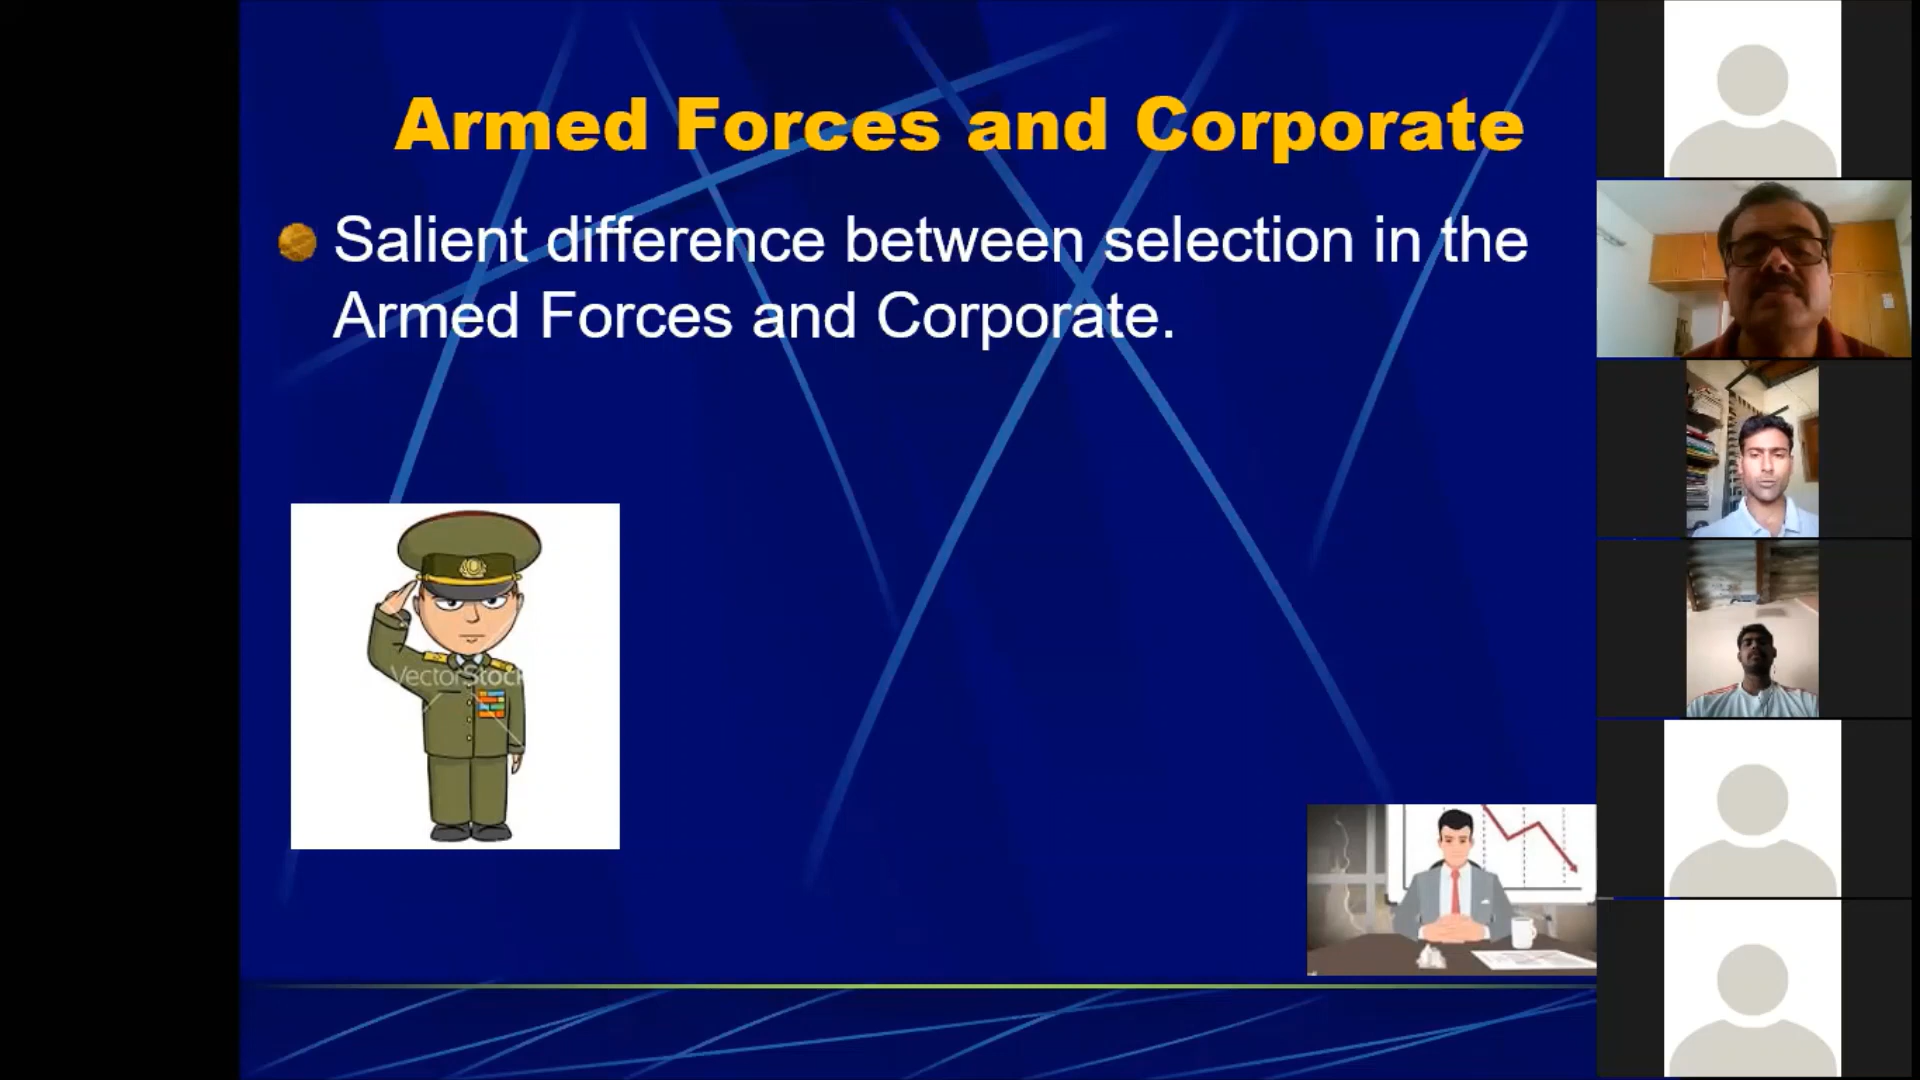 Armed Forces and Corporate
Salient difference between selection in the
Armed Forces and Corporate.
VectorStock